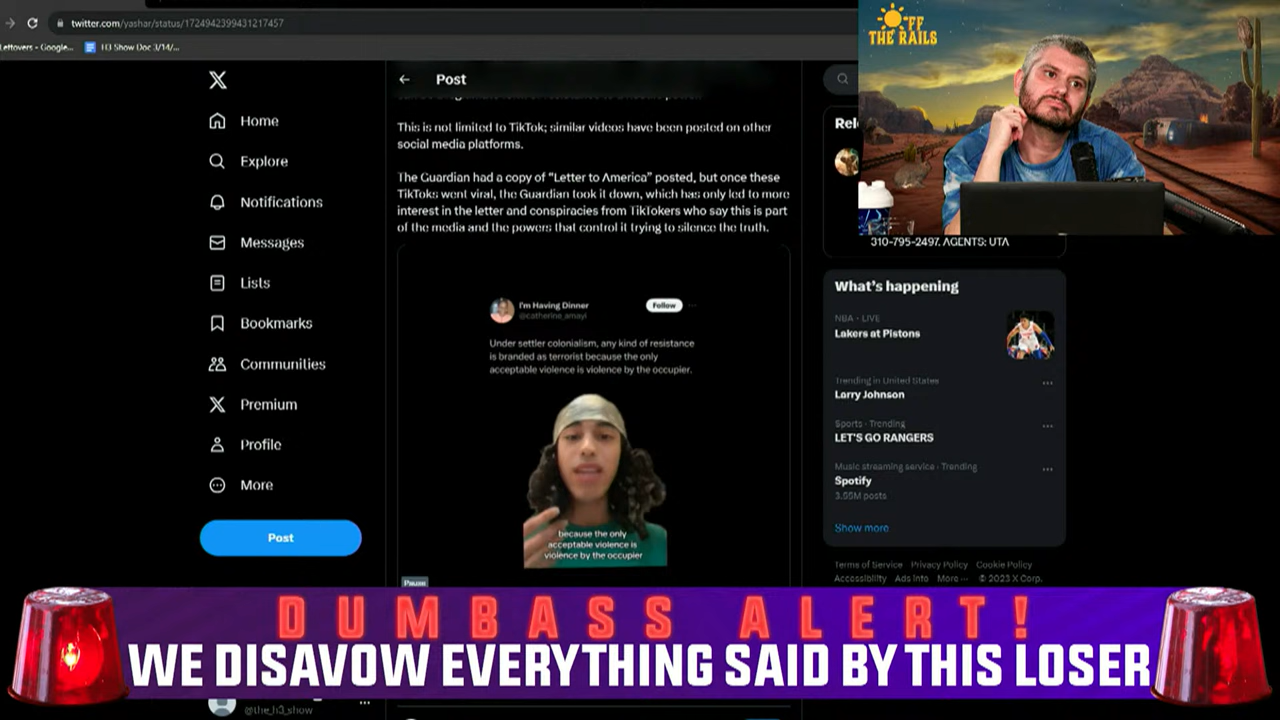 twitter.com/yashar/status/1724942399431217457
Leftovers - Google...
H3 Show Doc 3/14/...
OFF
THE RAILS
Post
Home
Explore
Notifications
Messages
Lists
Bookmarks
Communities
Premium
Profile
More
Post
This is not limited to TikTok; similar videos have been posted on other
social media platforms.
The Guardian had a copy of “Letter to America” posted, but once these
TikToks went viral, the Guardian took it down, which has only led to more
interest in the letter and conspiracies from TikTokers who say this is part
of the media and the powers that control it trying to silence the truth.
I'm Having Dinner
@catherine_amayi
Follow
Under settler colonialism, any kind of resistance
is branded as terrorist because the only
acceptable violence is violence by the occupier.
because the only
acceptable violence is
violence by the occupier
Pause
Rel
310-795-2497. AGENTS: UTA
What’s happening
NBA · LIVE
Lakers at Pistons
Trending in United States
Larry Johnson
Sports · Trending
LET'S GO RANGERS
Music streaming service · Trending
Spotify
3.55M posts
Show more
Terms of Service Privacy Policy Cookie Policy
Accessibility Ads info More ··· © 2023 X Corp.
DUMBASS ALERT!
WE DISAVOW EVERYTHING SAID BY THIS LOSER
@the_h3_show